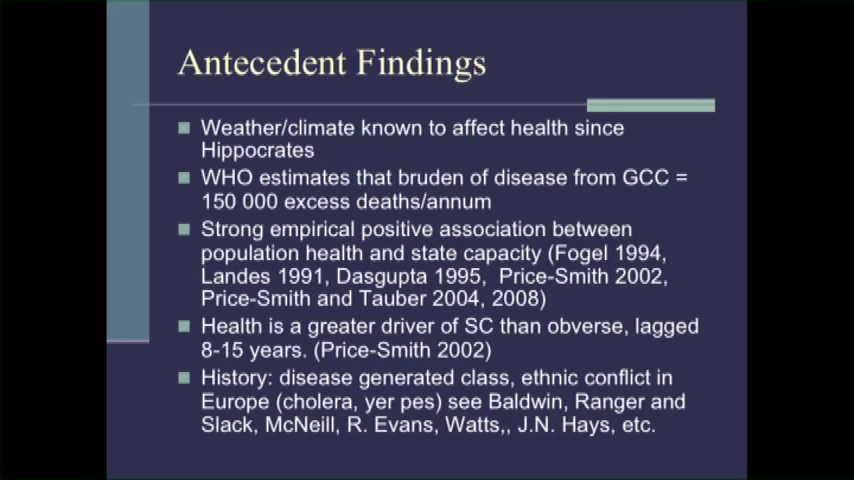 Antecedent Findings
Weather/climate known to affect health since
Hippocrates
WHO estimates that bruden of disease from GCC =
150 000 excess deaths/annum
Strong empirical positive association between
population health and state capacity (Fogel 1994,
Landes 1991, Dasgupta 1995, Price-Smith 2002,
Price-Smith and Tauber 2004, 2008)
Health is a greater driver of SC than obverse, lagged
8-15 years. (Price-Smith 2002)
History: disease generated class, ethnic conflict in
Europe (cholera, yer pes) see Baldwin, Ranger and
Slack, McNeill, R. Evans, Watts,, J.N. Hays, etc.